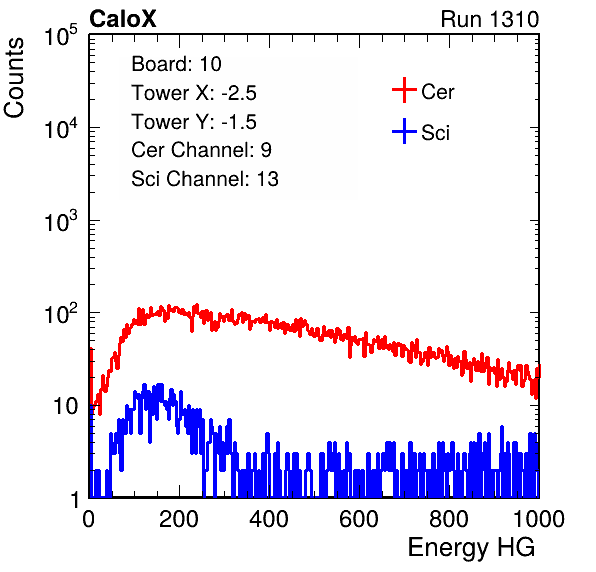 CaloX Run 1310
Counts
Board: 10
Tower X: -2.5
Tower Y: -1.5
Cer Channel: 9
Sci Channel: 13
Cer
Sci
10^5
10^4
10^3
10^2
10
1
0 200 400 600 800 1000
Energy HG